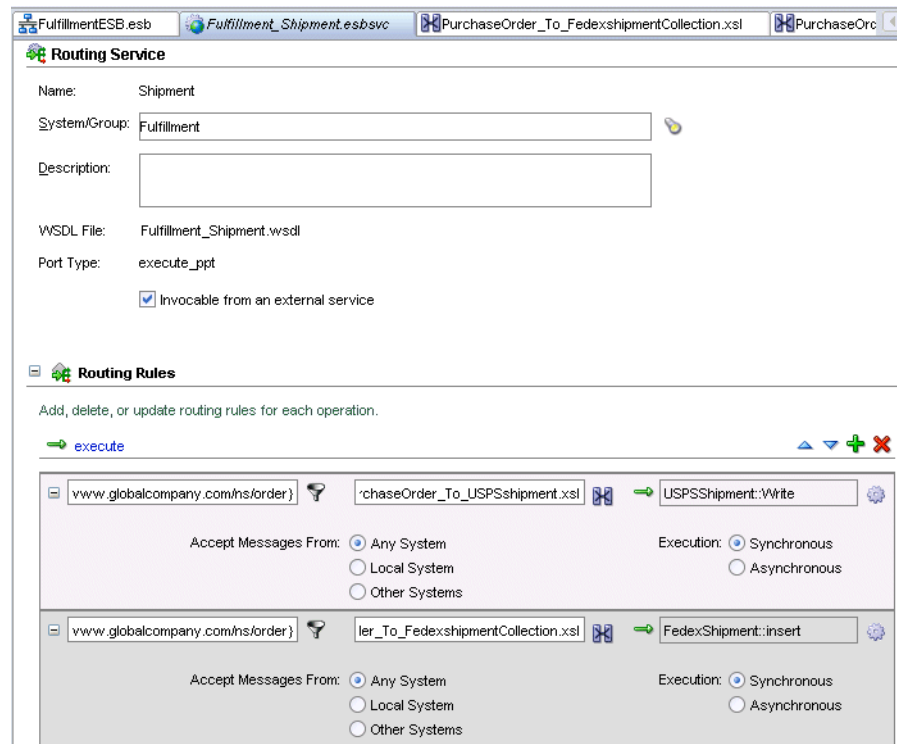 FulfillmentESB.esb Fulfillment_Shipment.esbsvc PurchaseOrder_To_FedexshipmentCollection.xsl PurchaseOrc
Routing Service
Name: Shipment
System/Group: Fulfillment
Description:
WSDL File: Fulfillment_Shipment.wsdl
Port Type: execute_ppt
Invocable from an external service
Routing Rules
Add, delete, or update routing rules for each operation.
execute
www.globalcompany.com/ns/order} rchaseOrder_To_USPSshipment.xsl USPSShipment::Write
Accept Messages From: Any System Execution: Synchronous
Local System Asynchronous
Other Systems
www.globalcompany.com/ns/order} ler_To_FedexshipmentCollection.xsl FedexShipment::insert
Accept Messages From: Any System Execution: Synchronous
Local System Asynchronous
Other Systems